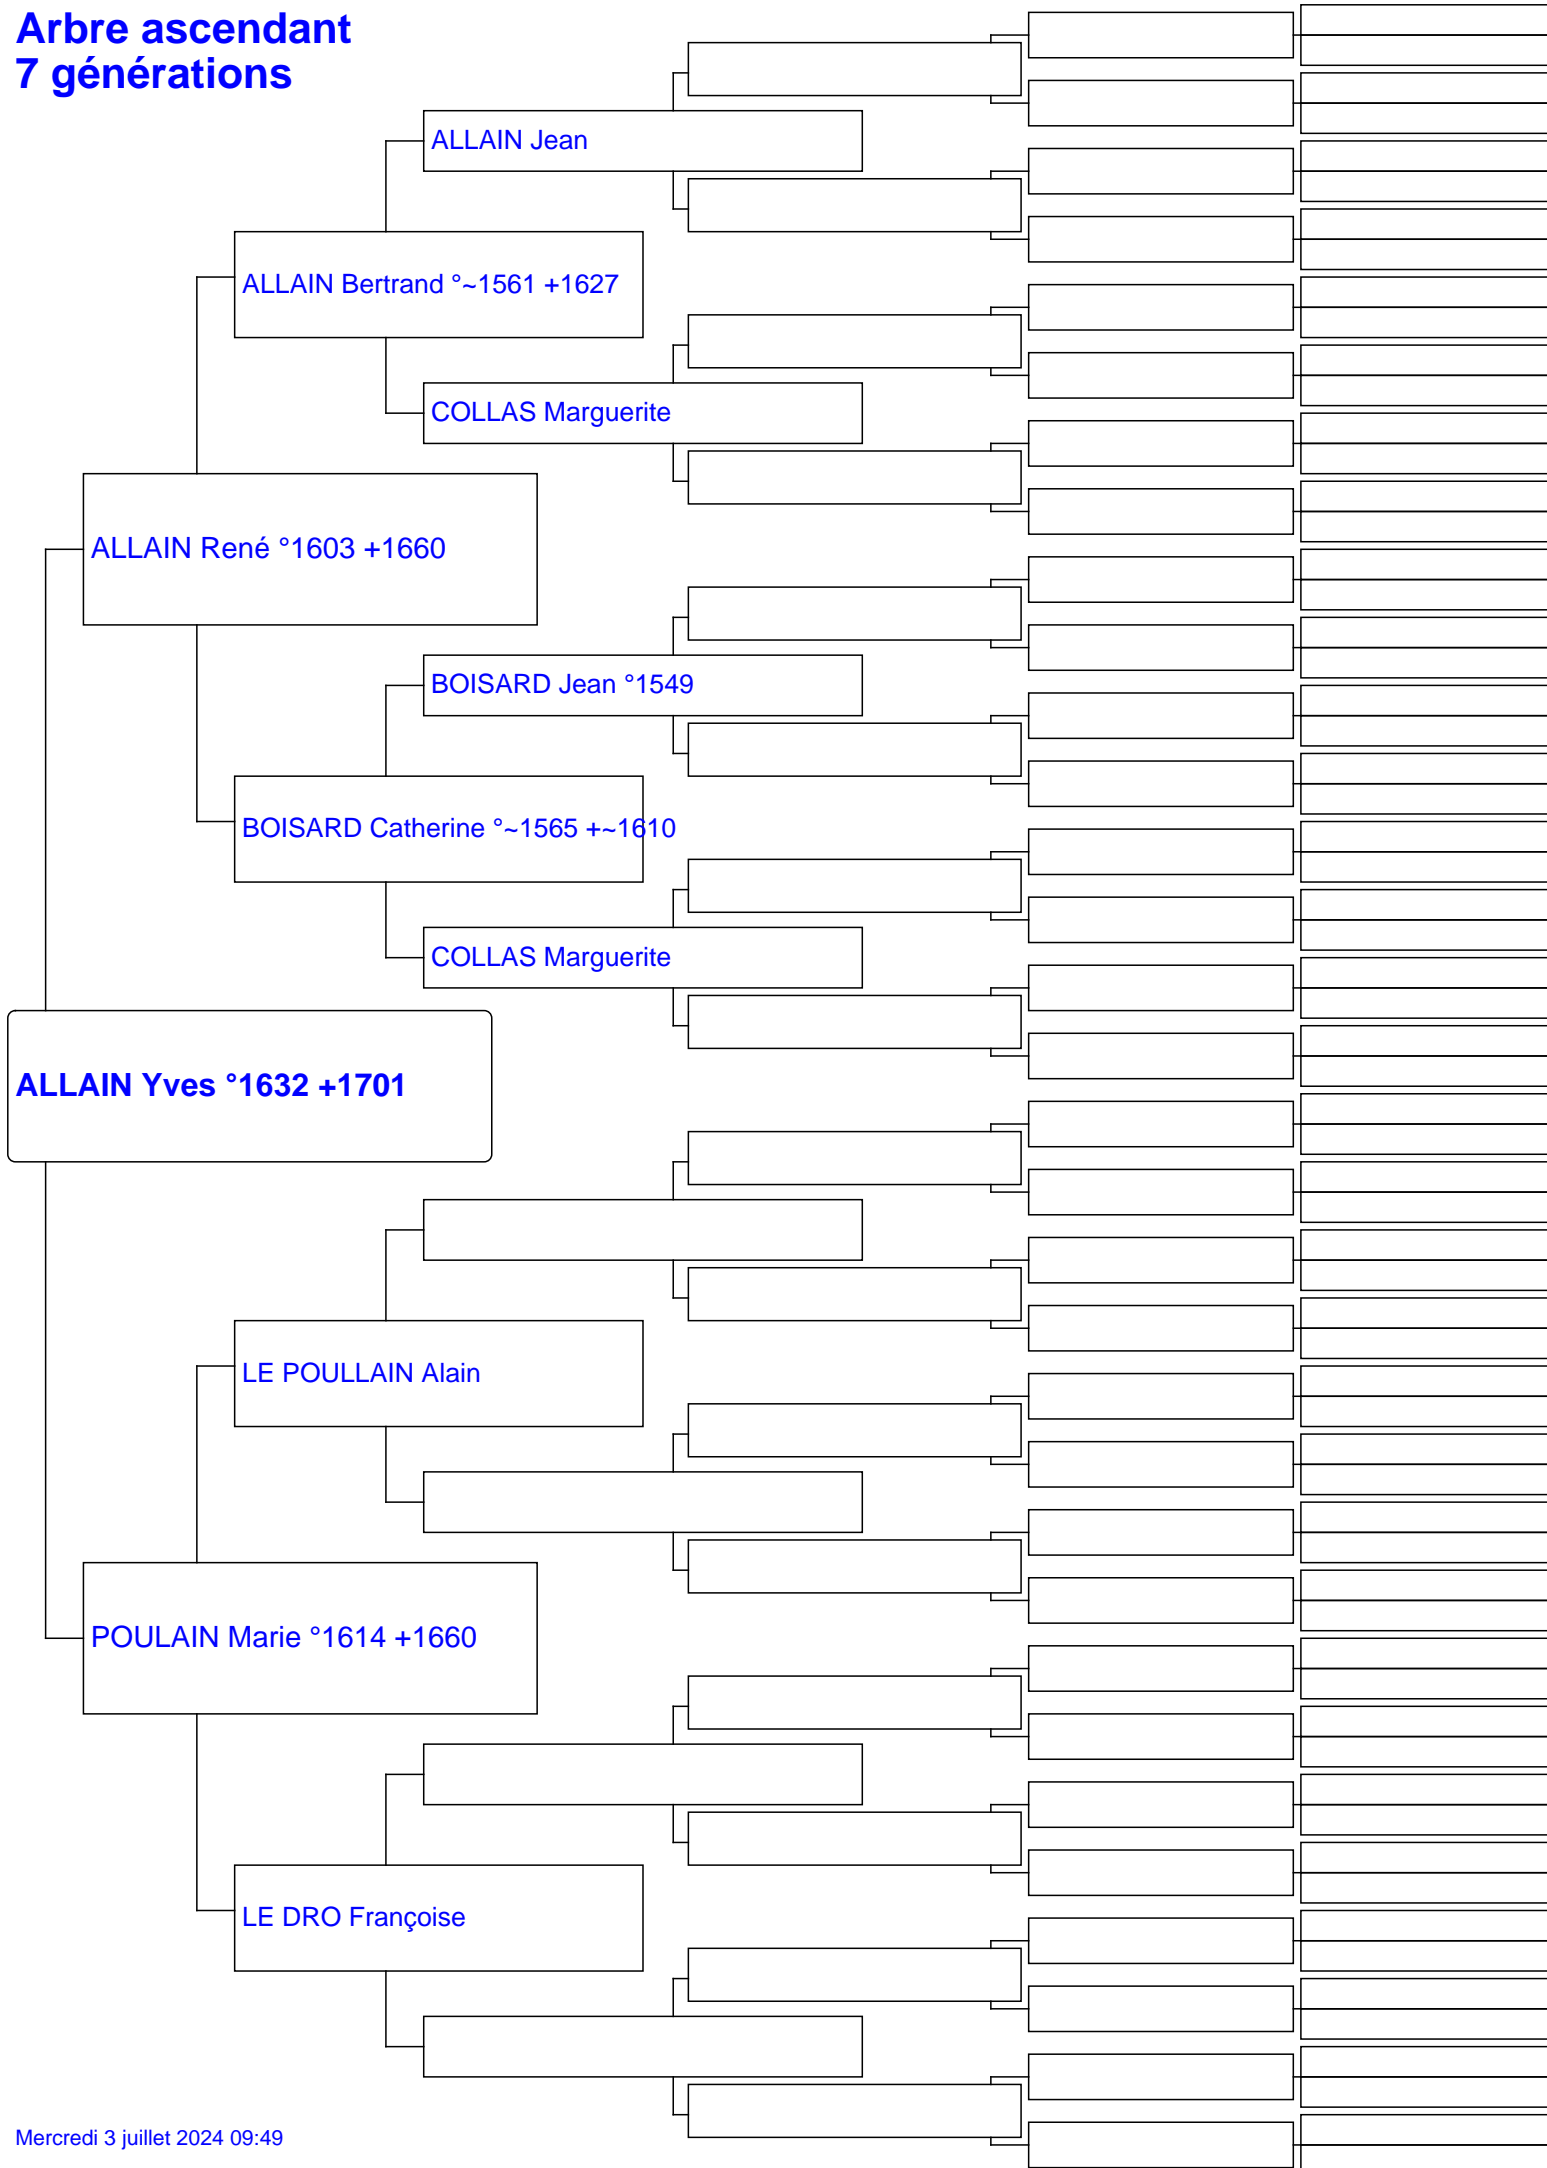 Arbre ascendant
7 générations
ALLAIN Jean
ALLAIN Bertrand °~1561 +1627
COLLAS Marguerite
ALLAIN René °1603 +1660
BOISARD Jean °1549
BOISARD Catherine °~1565 +~1610
COLLAS Marguerite
ALLAIN Yves °1632 +1701
LE POULLAIN Alain
POULAIN Marie °1614 +1660
LE DRO Françoise
Mercredi 3 juillet 2024 09:49